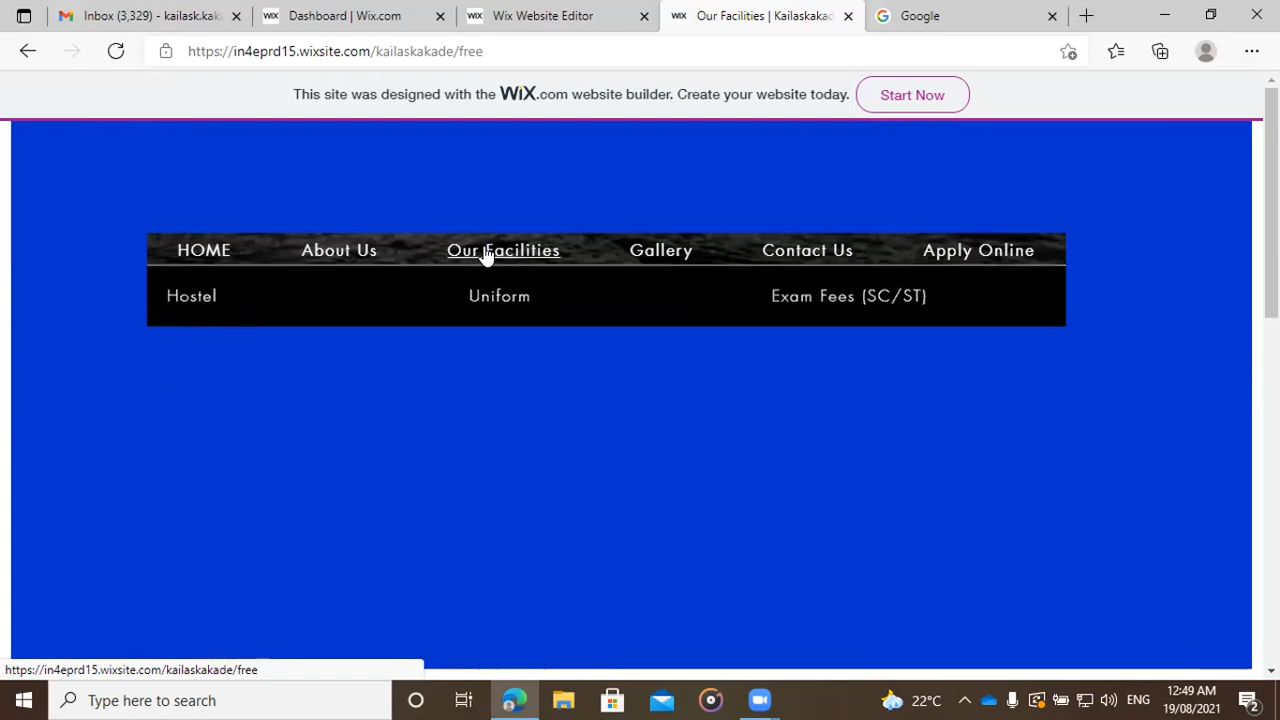 Inbox (3,329) - kailask.kak
Dashboard | Wix.com
Wix Website Editor
Our Facilities | Kailaskakad
Google
https://in4eprd15.wixsite.com/kailaskakade/free
This site was designed with the WiX.com website builder. Create your website today.
Start Now
HOME
About Us
Our Facilities
Gallery
Contact Us
Apply Online
Hostel
Uniform
Exam Fees (SC/ST)
https://in4eprd15.wixsite.com/kailaskakade/free
Type here to search
22°C
ENG
12:49 AM
19/08/2021
2